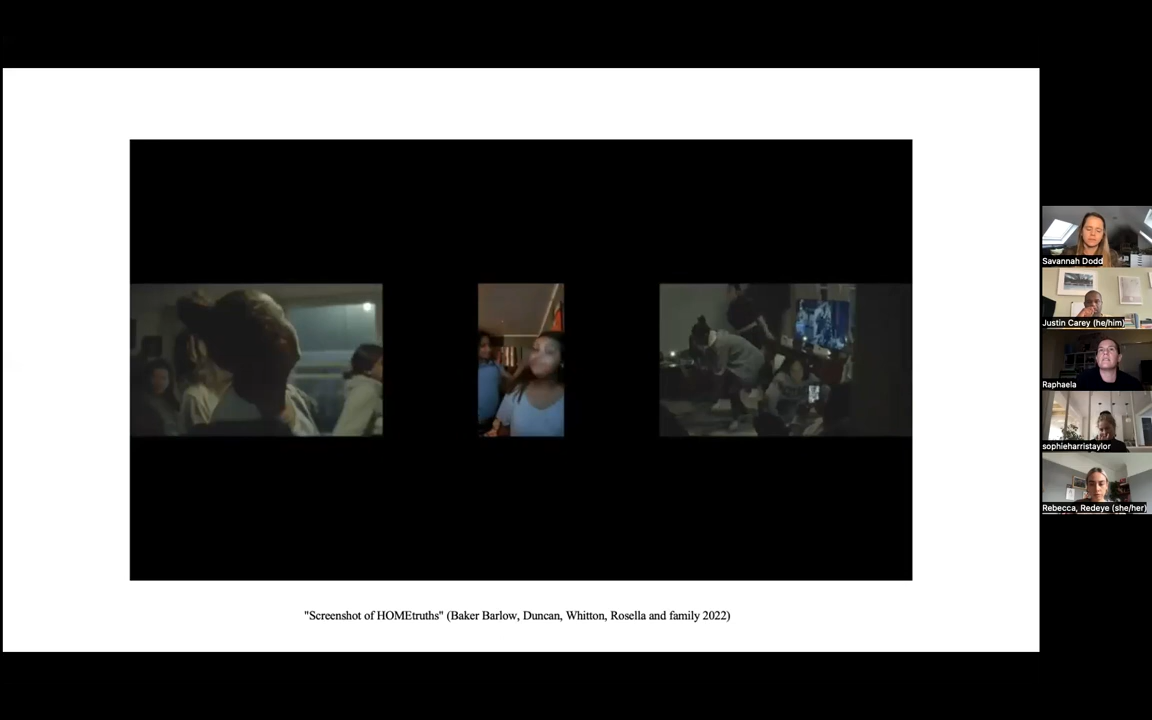 "Screenshot of HOMEtruths" (Baker Barlow, Duncan, Whitton, Rosella and family 2022)
Savannah Dodd
Justin Carey (he/him)
Raphaela
sophieharristaylor
Rebecca, Redeye (she/her)